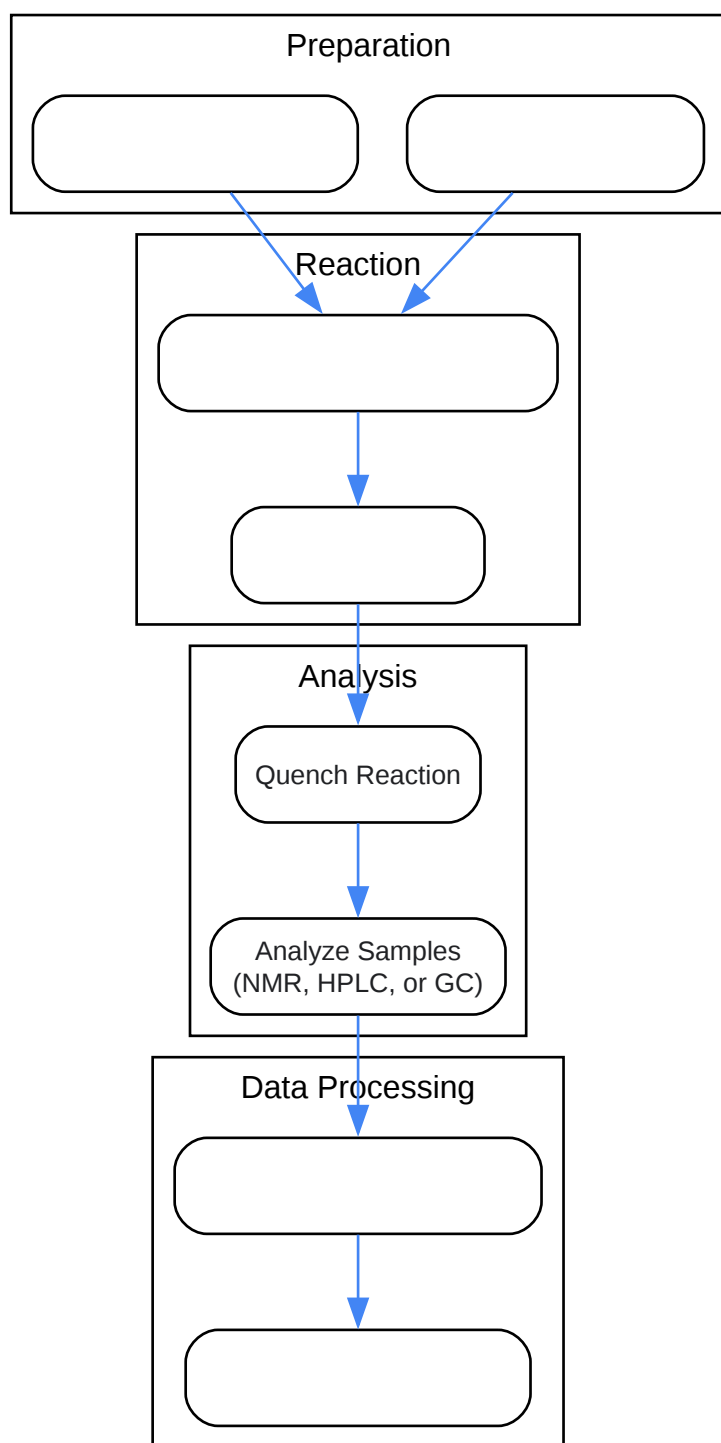 Preparation
Reaction
Analysis
Quench Reaction
Analyze Samples
(NMR, HPLC, or GC)
Data Processing